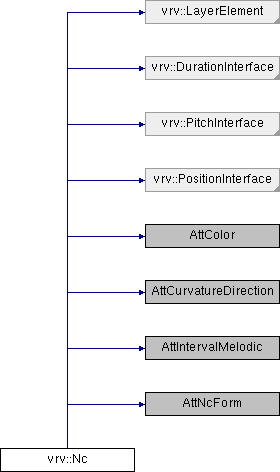 vrv::LayerElement
vrv::DurationInterface
vrv::PitchInterface
vrv::PositionInterface
AttColor
AttCurvatureDirection
AttIntervalMelodic
AttNcForm
vrv::Nc